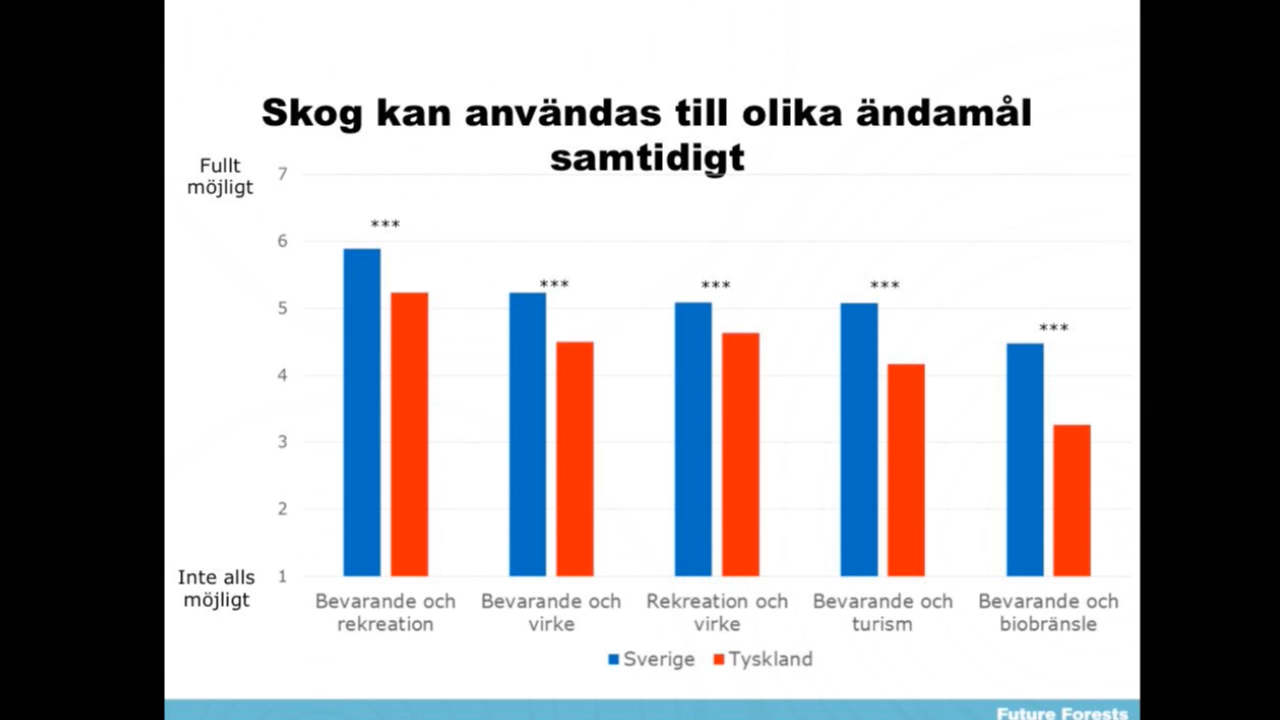 Skog kan användas till olika ändamål
samtidigt
Fullt
möjligt
7
***
6
***
***
***
5
***
4
3
2
Inte alls
möjligt
1
Bevarande och
rekreation
Bevarande och
virke
Rekreation och
virke
Bevarande och
turism
Bevarande och
biobränsle
Sverige
Tyskland
Future Forests